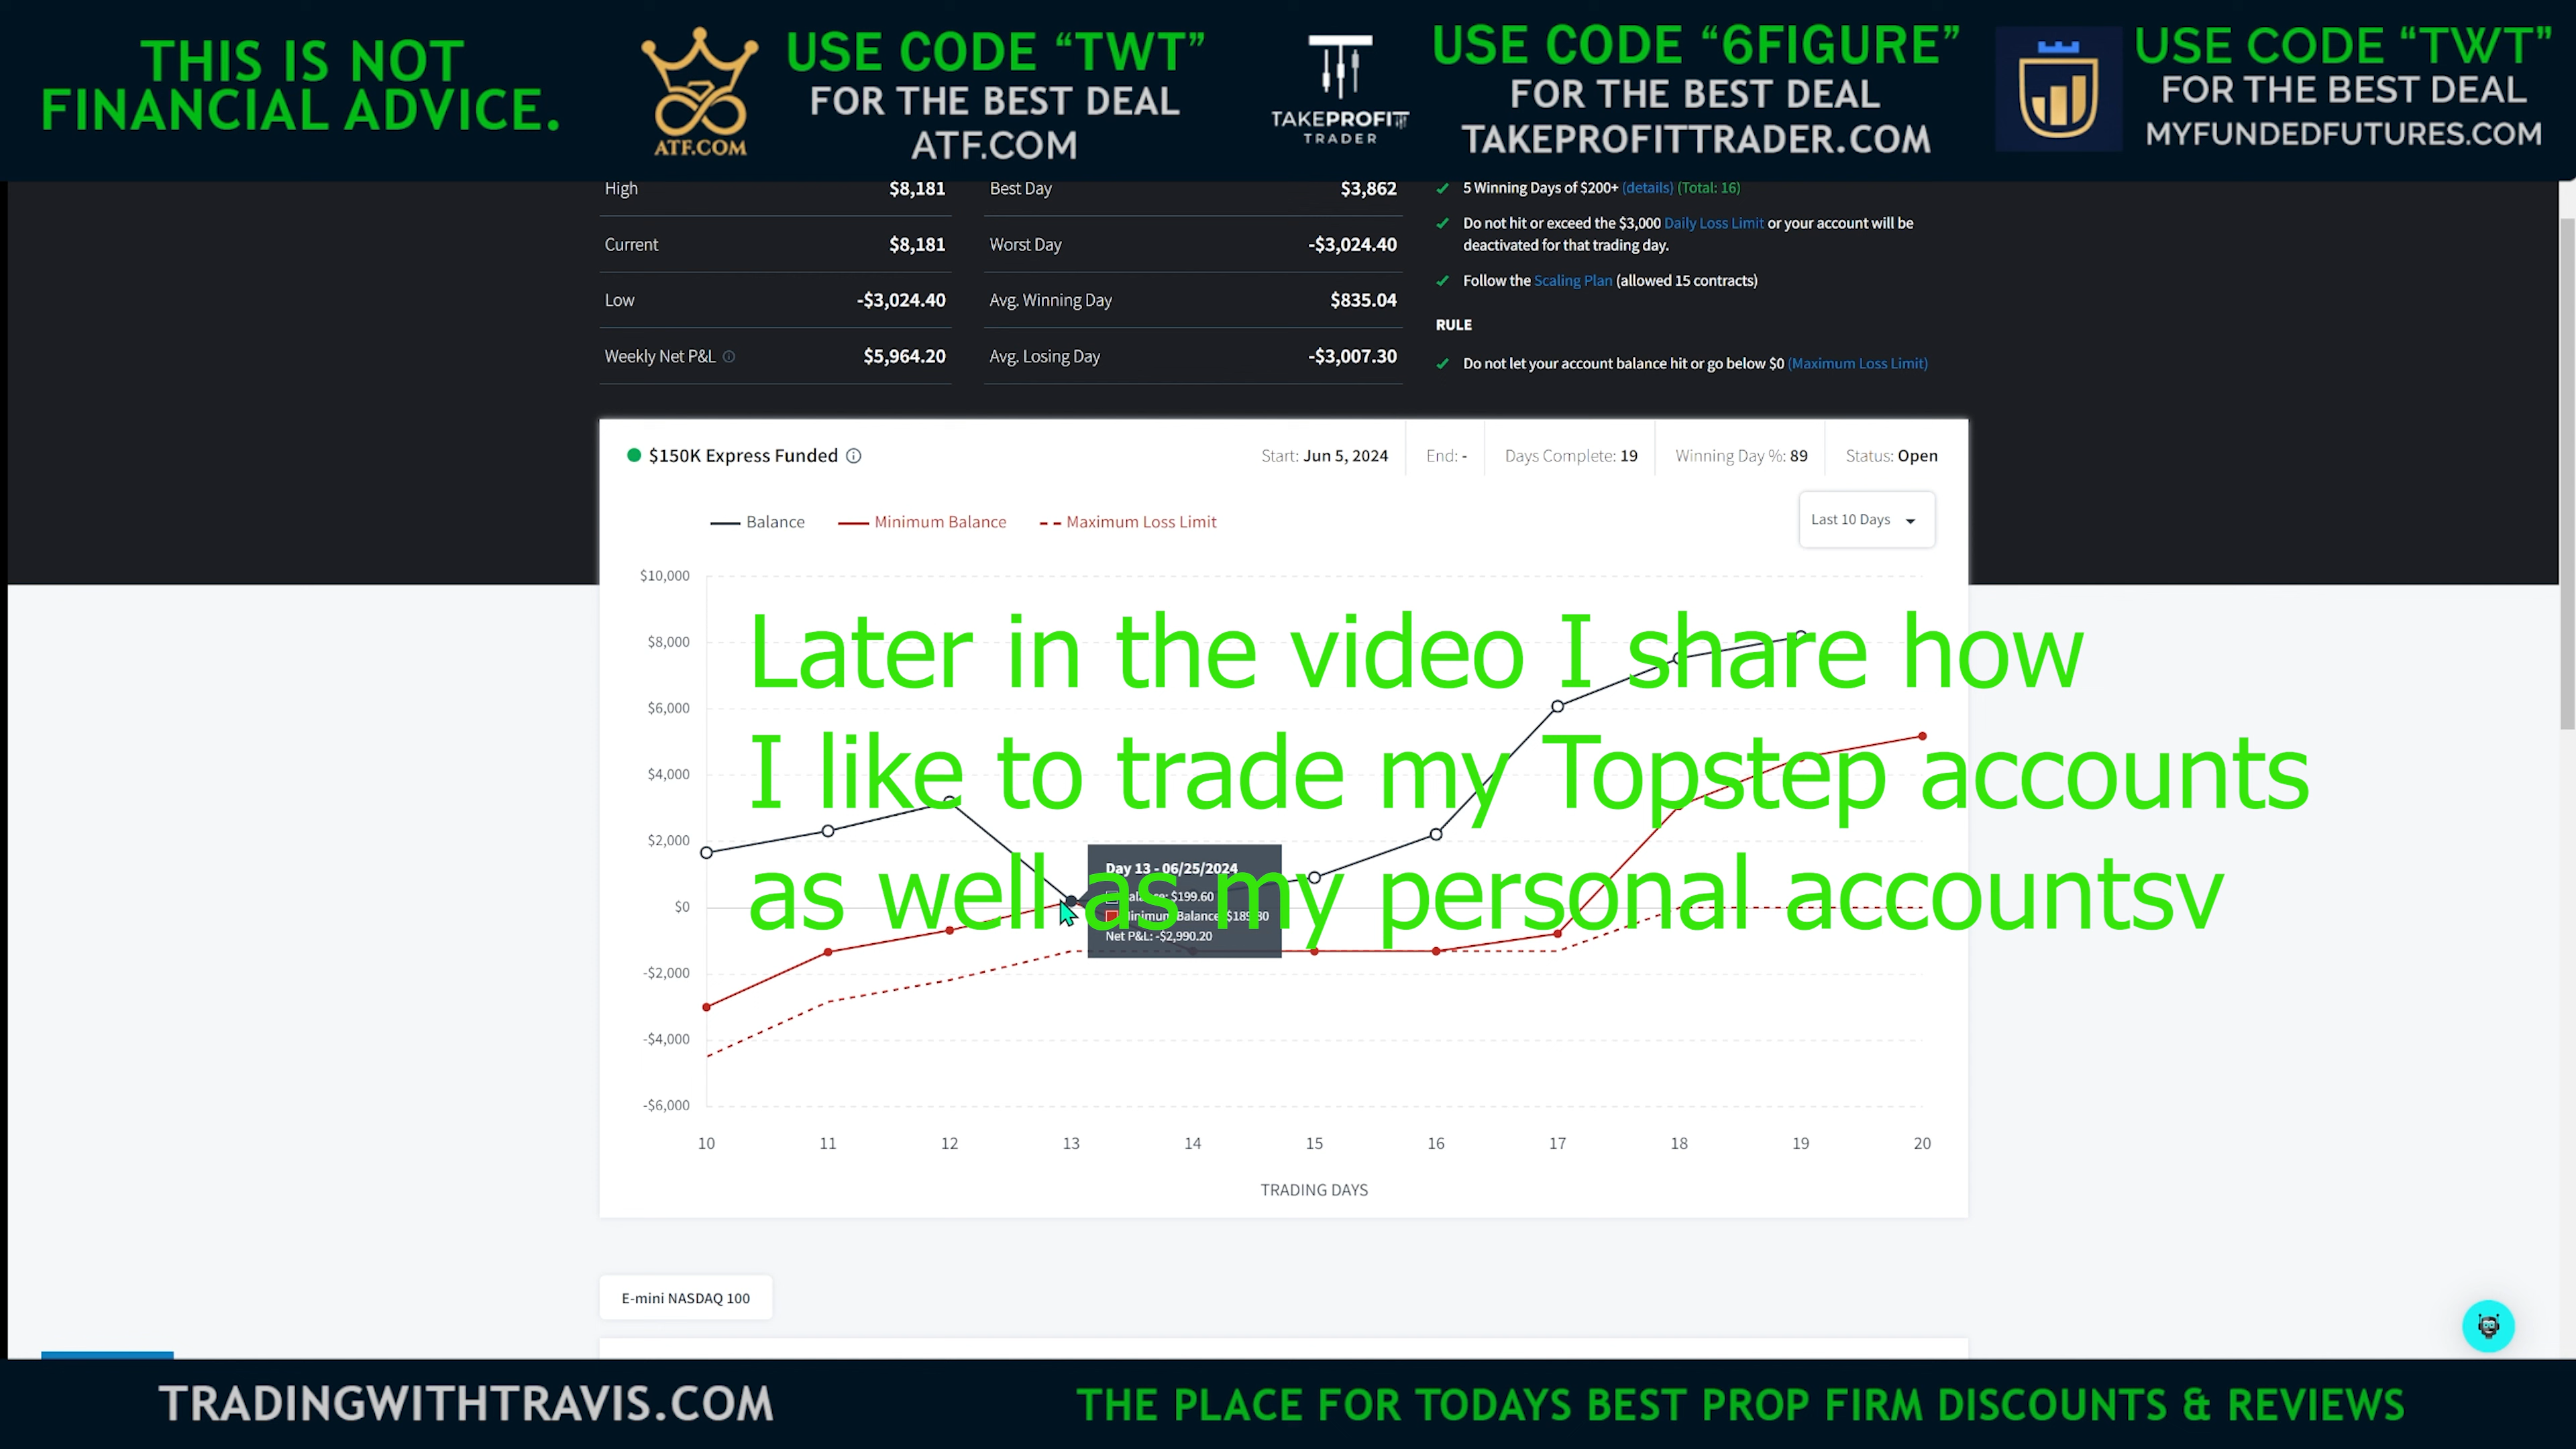 THIS IS NOT
FINANCIAL ADVICE.
ATF.COM
USE CODE “TWT”
FOR THE BEST DEAL
ATF.COM
TAKEPROFIT
TRADER
USE CODE “6FIGURE”
FOR THE BEST DEAL
TAKEPROFITTRADER.COM
USE CODE “TWT”
FOR THE BEST DEAL
MYFUNDEDFUTURES.COM
High $8,181
Current $8,181
Low -$3,024.40
Weekly Net P&L $5,964.20
Best Day $3,862
Worst Day -$3,024.40
Avg. Winning Day $835.04
Avg. Losing Day -$3,007.30
5 Winning Days of $200+ (details) (Total: 16)
Do not hit or exceed the $3,000 Daily Loss Limit or your account will be
deactivated for that trading day.
Follow the Scaling Plan (allowed 15 contracts)
RULE
Do not let your account balance hit or go below $0 (Maximum Loss Limit)
$150K Express Funded
Start: Jun 5, 2024
End: -
Days Complete: 19
Winning Day %: 89
Status: Open
Balance
Minimum Balance
Maximum Loss Limit
Last 10 Days
$10,000
$8,000
$6,000
$4,000
$2,000
$0
-$2,000
-$4,000
-$6,000
Later in the video I share how
I like to trade my Topstep accounts
as well as my personal accountsv
Day 13 - 06/25/2024
Balance: $199.60
Minimum Balance: $189.80
Net P&L: -$2,990.20
10 11 12 13 14 15 16 17 18 19 20
TRADING DAYS
E-mini NASDAQ 100
TRADINGWITHTRAVIS.COM
THE PLACE FOR TODAYS BEST PROP FIRM DISCOUNTS & REVIEWS